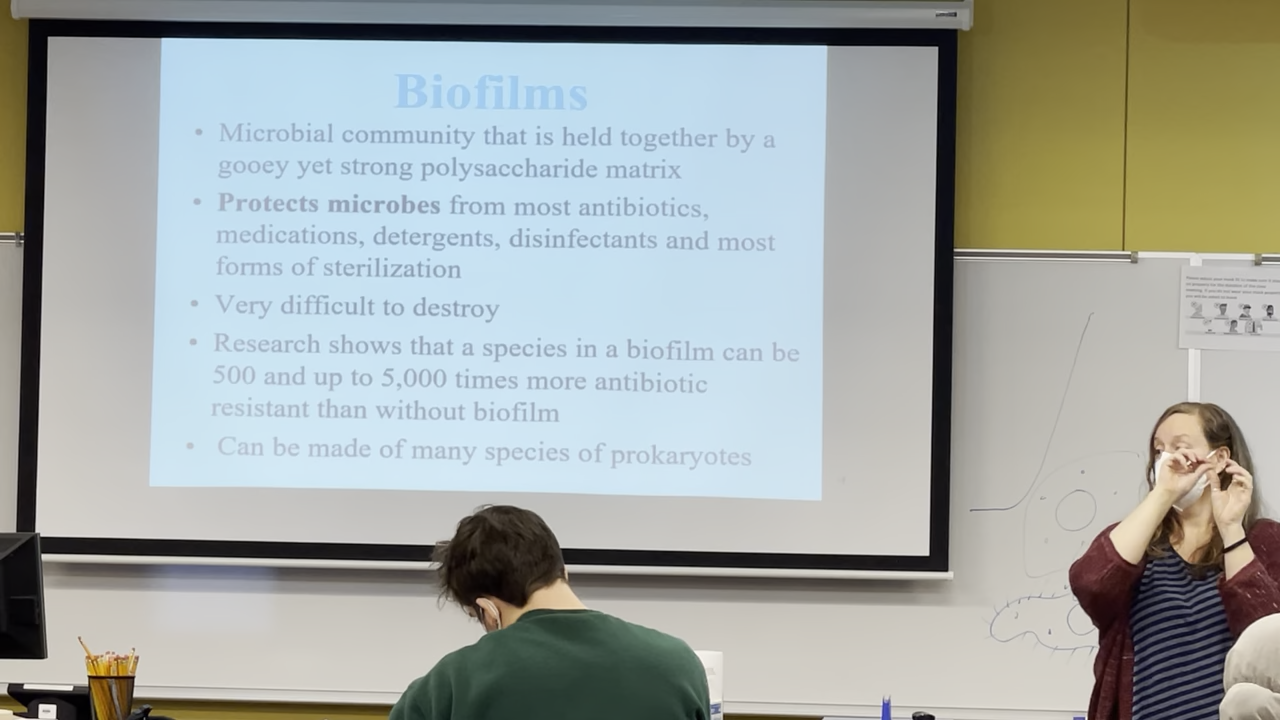 Biofilms
• Microbial community that is held together by a
gooey yet strong polysaccharide matrix
• Protects microbes from most antibiotics,
medications, detergents, disinfectants and most
forms of sterilization
• Very difficult to destroy
• Research shows that a species in a biofilm can be
500 and up to 5,000 times more antibiotic
resistant than without biofilm
• Can be made of many species of prokaryotes